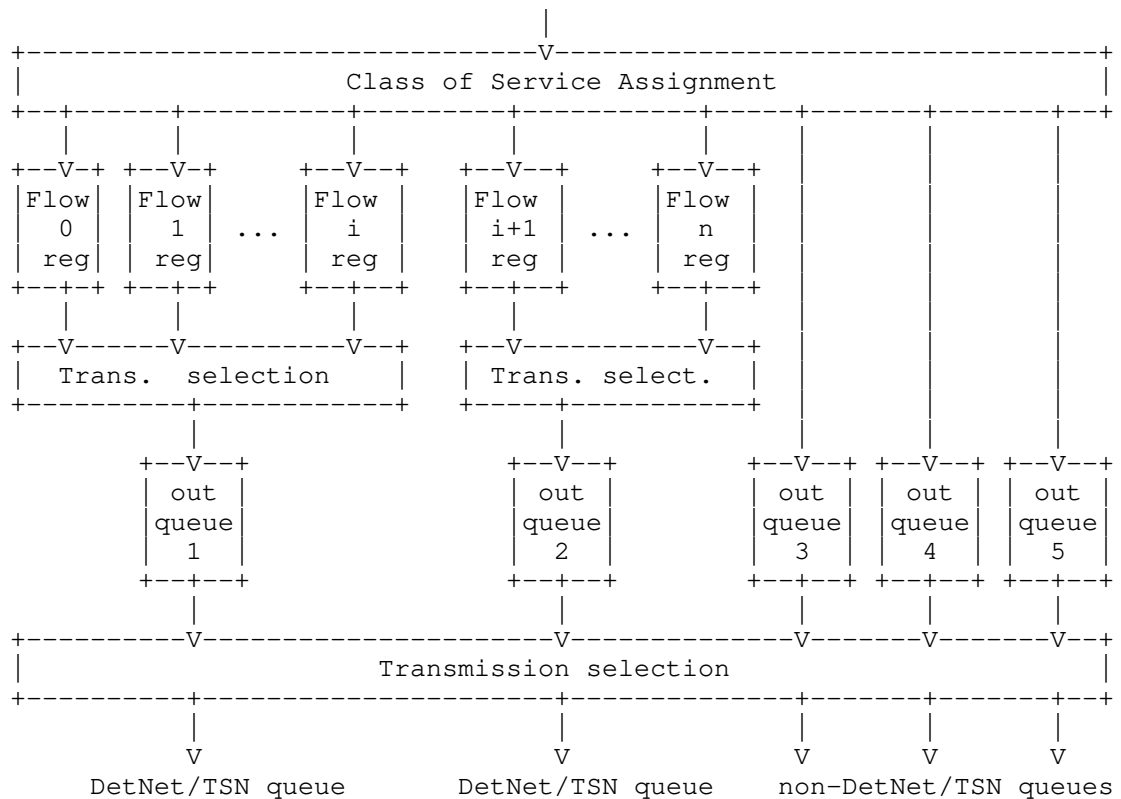 Class of Service Assignment
Flow Flow Flow Flow Flow
0 1 ... i i+1 ... n
reg reg reg reg reg
Trans. selection Trans. select.
out out out out out
queue queue queue queue queue
1 2 3 4 5
Transmission selection
DetNet/TSN queue DetNet/TSN queue non-DetNet/TSN queues